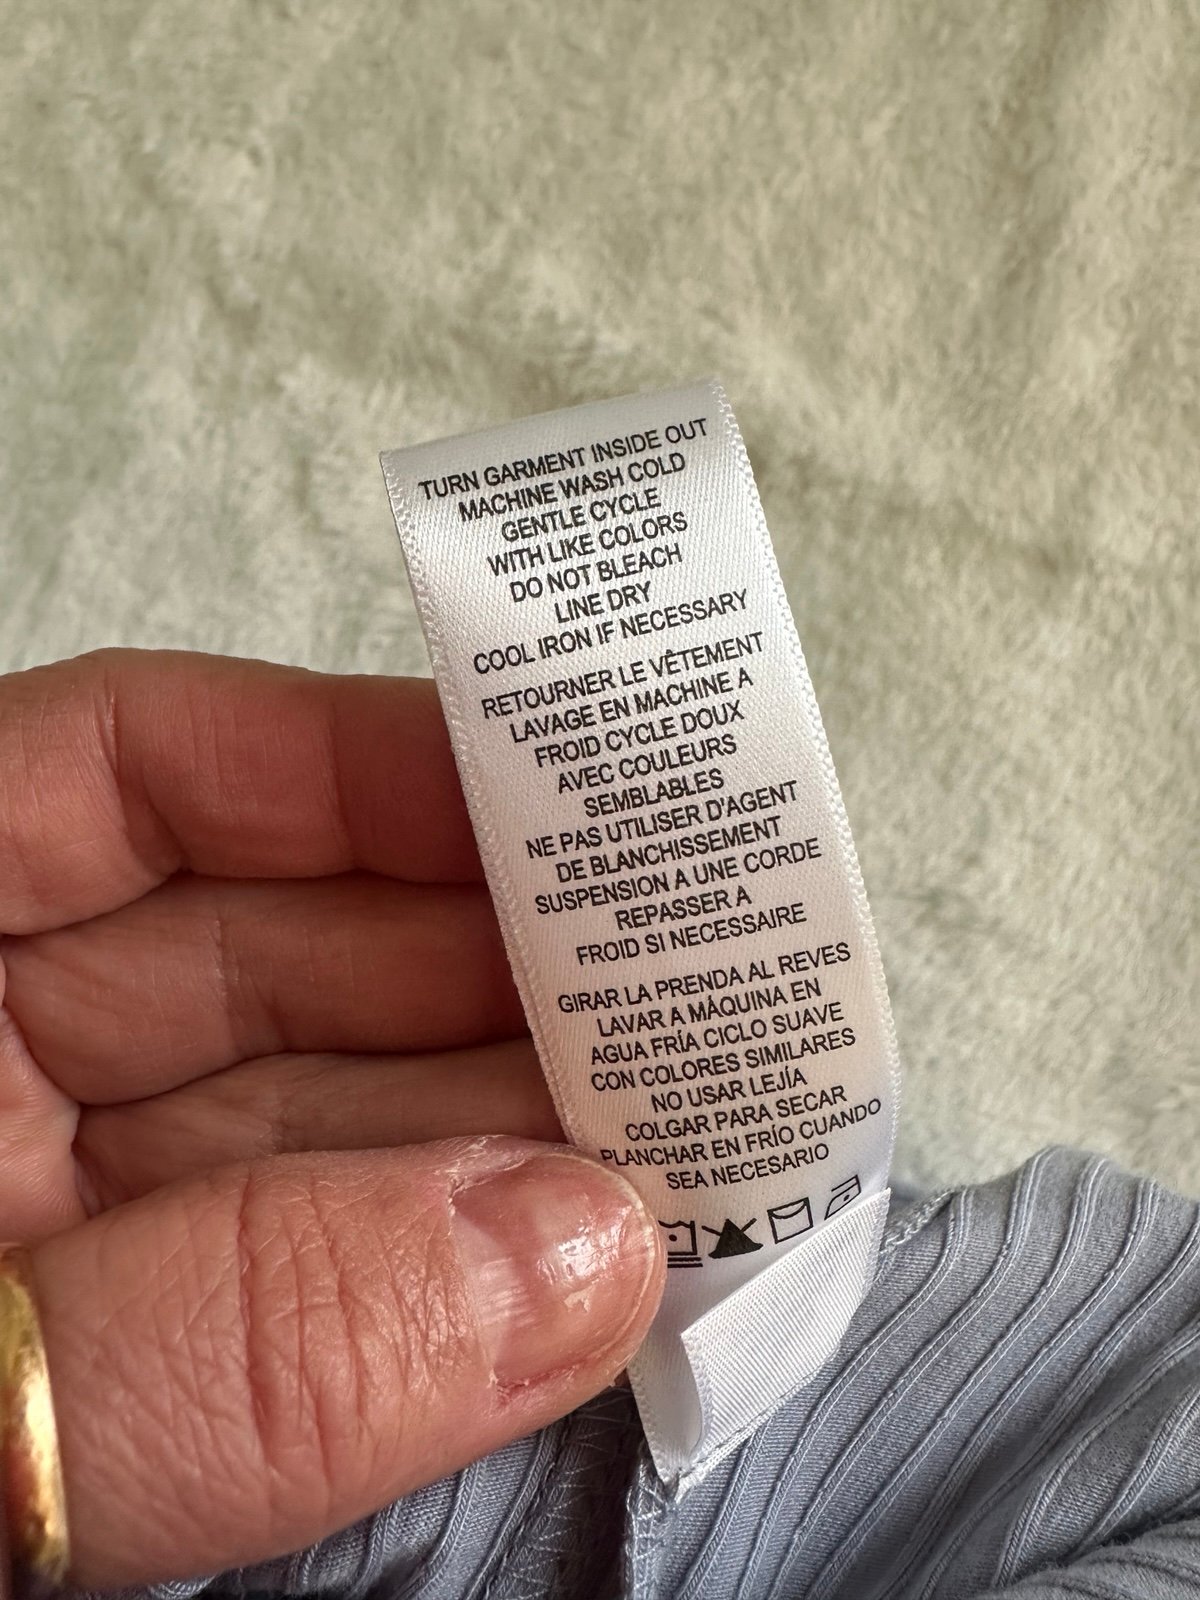 TURN GARMENT INSIDE OUT
MACHINE WASH COLD
GENTLE CYCLE
WITH LIKE COLORS
DO NOT BLEACH
LINE DRY
COOL IRON IF NECESSARY
RETOURNER LE VÊTEMENT
LAVAGE EN MACHINE A
FROID CYCLE DOUX
AVEC COULEURS
SEMBLABLES
NE PAS UTILISER D'AGENT
DE BLANCHISSEMENT
SUSPENSION A UNE CORDE
REPASSER A
FROID SI NECESSAIRE
GIRAR LA PRENDA AL REVES
LAVAR A MÁQUINA EN
AGUA FRÍA CICLO SUAVE
CON COLORES SIMILARES
NO USAR LEJÍA
COLGAR PARA SECAR
PLANCHAR EN FRÍO CUANDO
SEA NECESARIO